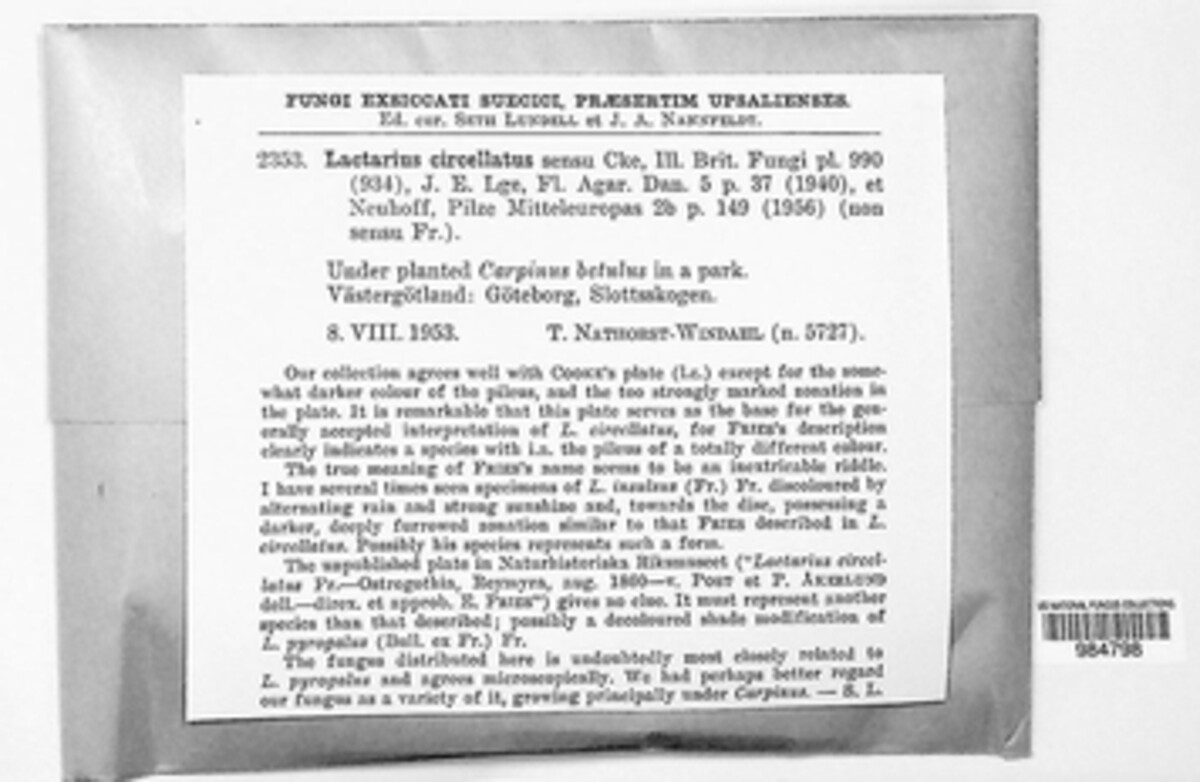 FUNGI EXSICCATI SUECICI, PRÆSERTIM UPSALIENSES.
Ed. cur. SETH LUNDELL et J. A. NANNFELDT.
2353. Lactarius circellatus sensu Cke, Ill. Brit. Fungi pl. 990
(934), J. E. Lge, Fl. Agar. Dan. 5 p. 37 (1940), et
Neuhoff, Pilze Mitteleuropas 2b p. 149 (1956) (non
sensu Fr.).
Under planted Carpinus betulus in a park.
Västergötland: Göteborg, Slottsskogen.
8. VIII. 1953. T. NATHORST-WINDAHL (n. 5727).
Our collection agrees well with COOKE's plate (l.c.) except for the some-
what darker colour of the pileus, and the too strongly marked zonation in
the plate. It is remarkable that this plate serves as the base for the gen-
erally accepted interpretation of L. circellatus, for FRIES's description
clearly indicates a species with i.a. the pileus of a totally different colour.
The true meaning of FRIES's name seems to be an inextricable riddle.
I have several times seen specimens of L. insulsus (Fr.) Fr. discoloured by
alternating rain and strong sunshine and, towards the disc, possessing a
darker, deeply furrowed zonation similar to that FRIES described in L.
circellatus. Possibly his species represents such a form.
The unpublished plate in Naturhistoriska Riksmuseet ("Lactarius circel-
latus Fr.—Ostrogothia, Reymyra, aug. 1860—v. POST et P. ÅKERLUND
dell.—direx. et approb. E. FRIES") gives no clue. It must represent another
species than that described; possibly a decoloured shade modification of
L. pyrogalus (Bull. ex Fr.) Fr.
The fungus distributed here is undoubtedly most closely related to
L. pyrogalus and agrees microscopically. We had perhaps better regard
our fungus as a variety of it, growing principally under Carpinus. — S. L.
US NATIONAL FUNGUS COLLECTIONS
984798